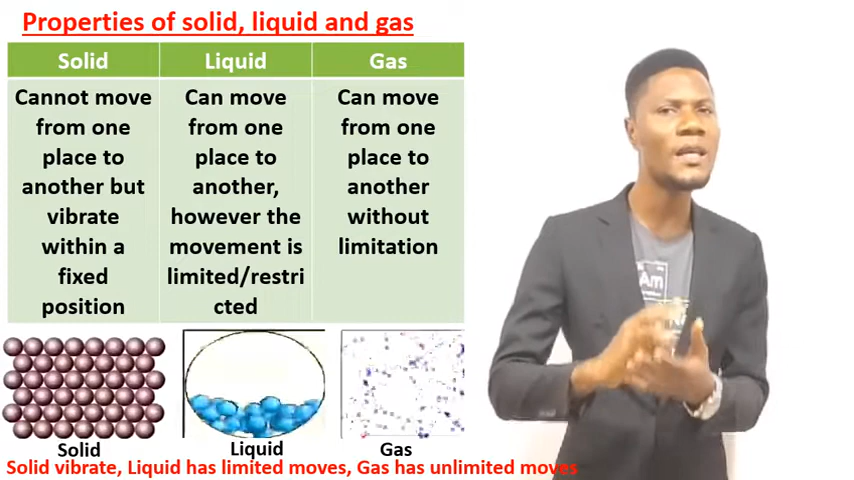 Properties of solid, liquid and gas
Solid
Liquid
Gas
Cannot move
from one
place to
another but
vibrate
within a
fixed
position
Can move
from one
place to
another,
however the
movement is
limited/restri
cted
Can move
from one
place to
another
without
limitation
Solid
Liquid
Gas
Solid vibrate, Liquid has limited moves, Gas has unlimited moves
Am